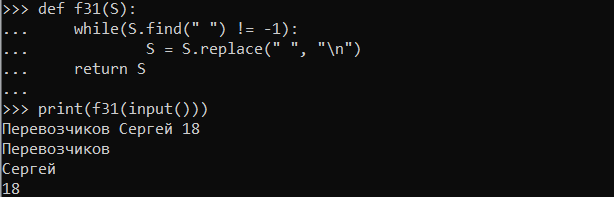 >>> def f31(S):
...     while(S.find(" ") != -1):
...             S = S.replace(" ", "\n")
...     return S
...
>>> print(f31(input()))
Перевозчиков Сергей 18
Перевозчиков
Сергей
18